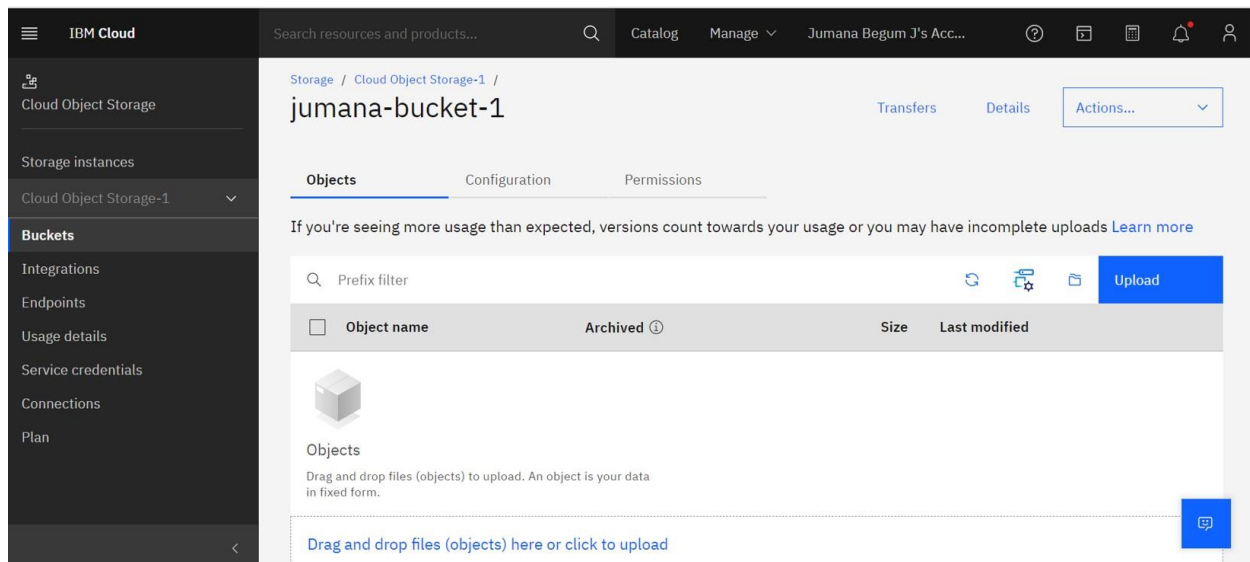 IBM Cloud
Search resources and products...
Catalog
Manage
Jumana Begum J's Acc...
Cloud Object Storage
Storage instances
Cloud Object Storage-1
Buckets
Integrations
Endpoints
Usage details
Service credentials
Connections
Plan
Storage / Cloud Object Storage-1 /
jumana-bucket-1
Transfers
Details
Actions...
Objects
Configuration
Permissions
If you're seeing more usage than expected, versions count towards your usage or you may have incomplete uploads Learn more
Prefix filter
Upload
Object name
Archived
Size
Last modified
Objects
Drag and drop files (objects) to upload. An object is your data
in fixed form.
Drag and drop files (objects) here or click to upload